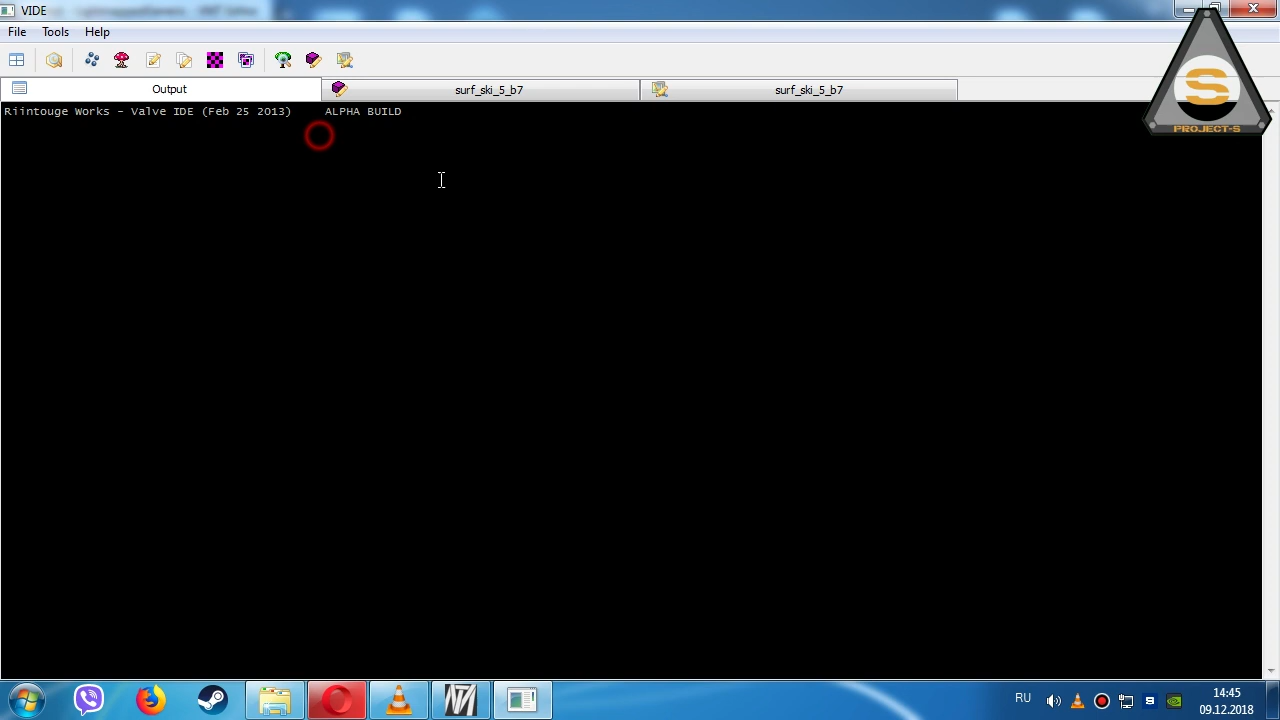 VIDE
File Tools Help
Output surf_ski_5_b7 surf_ski_5_b7
Riintouge Works - Valve IDE (Feb 25 2013) ALPHA BUILD
S
PROJECT-S
RU
14:45
09.12.2018